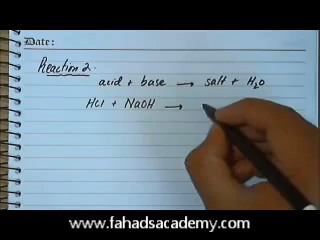 Date:
Reaction 2.
acid + base → salt + H₂O
HCl + NaOH →
www.fahadsacademy.com